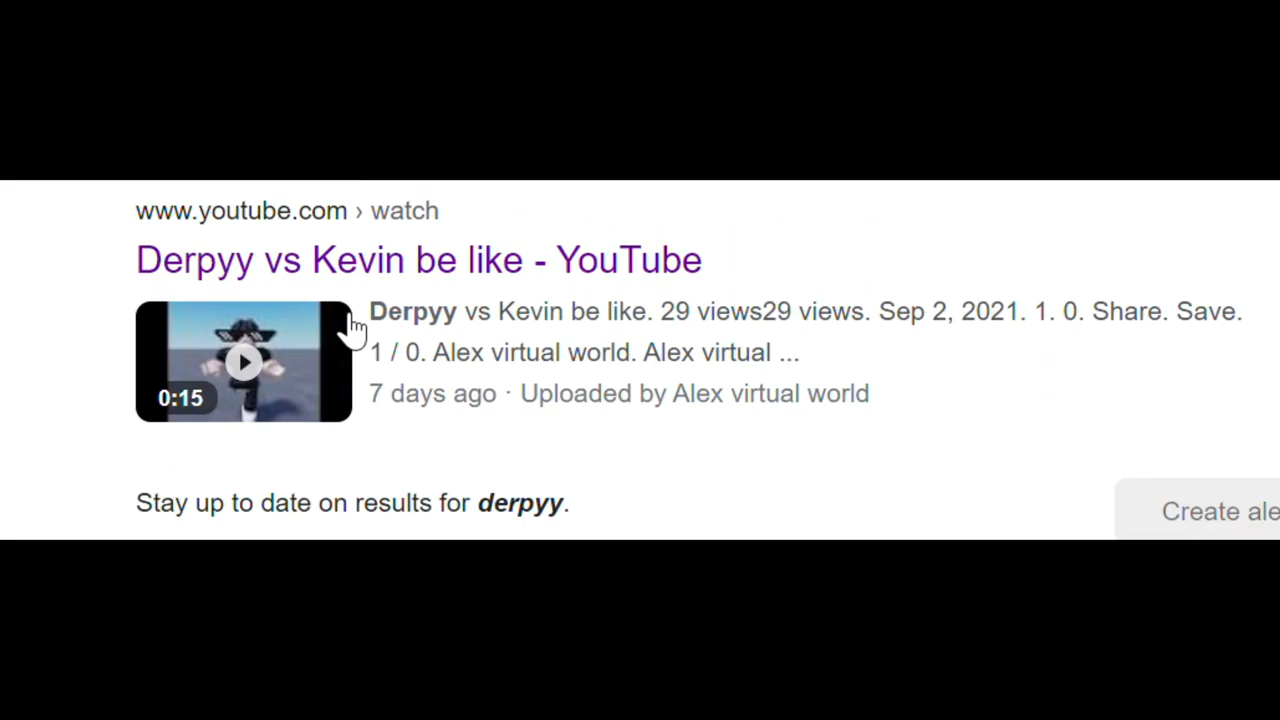 www.youtube.com › watch
Derpyy vs Kevin be like - YouTube
Derpyy vs Kevin be like. 29 views29 views. Sep 2, 2021. 1. 0. Share. Save.
1 / 0. Alex virtual world. Alex virtual ...
0:15
7 days ago · Uploaded by Alex virtual world
Stay up to date on results for derpyy.
Create ale